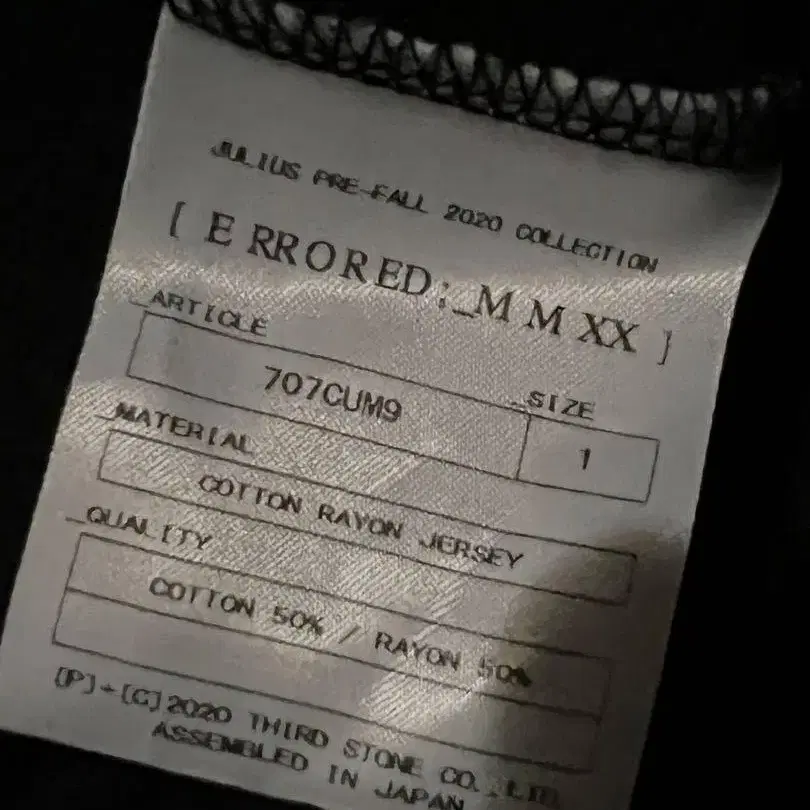 JULIUS PRE-FALL 2020 COLLECTION
[ ERRORED:_MMXX ]
_ARTICLE
_SIZE
707CUM9
1
_MATERIAL
COTTON RAYON JERSEY
_QUALITY
COTTON 50% / RAYON 50%
[P]+[C]2020 THIRD STONE CO.,LTD.
ASSEMBLED IN JAPAN